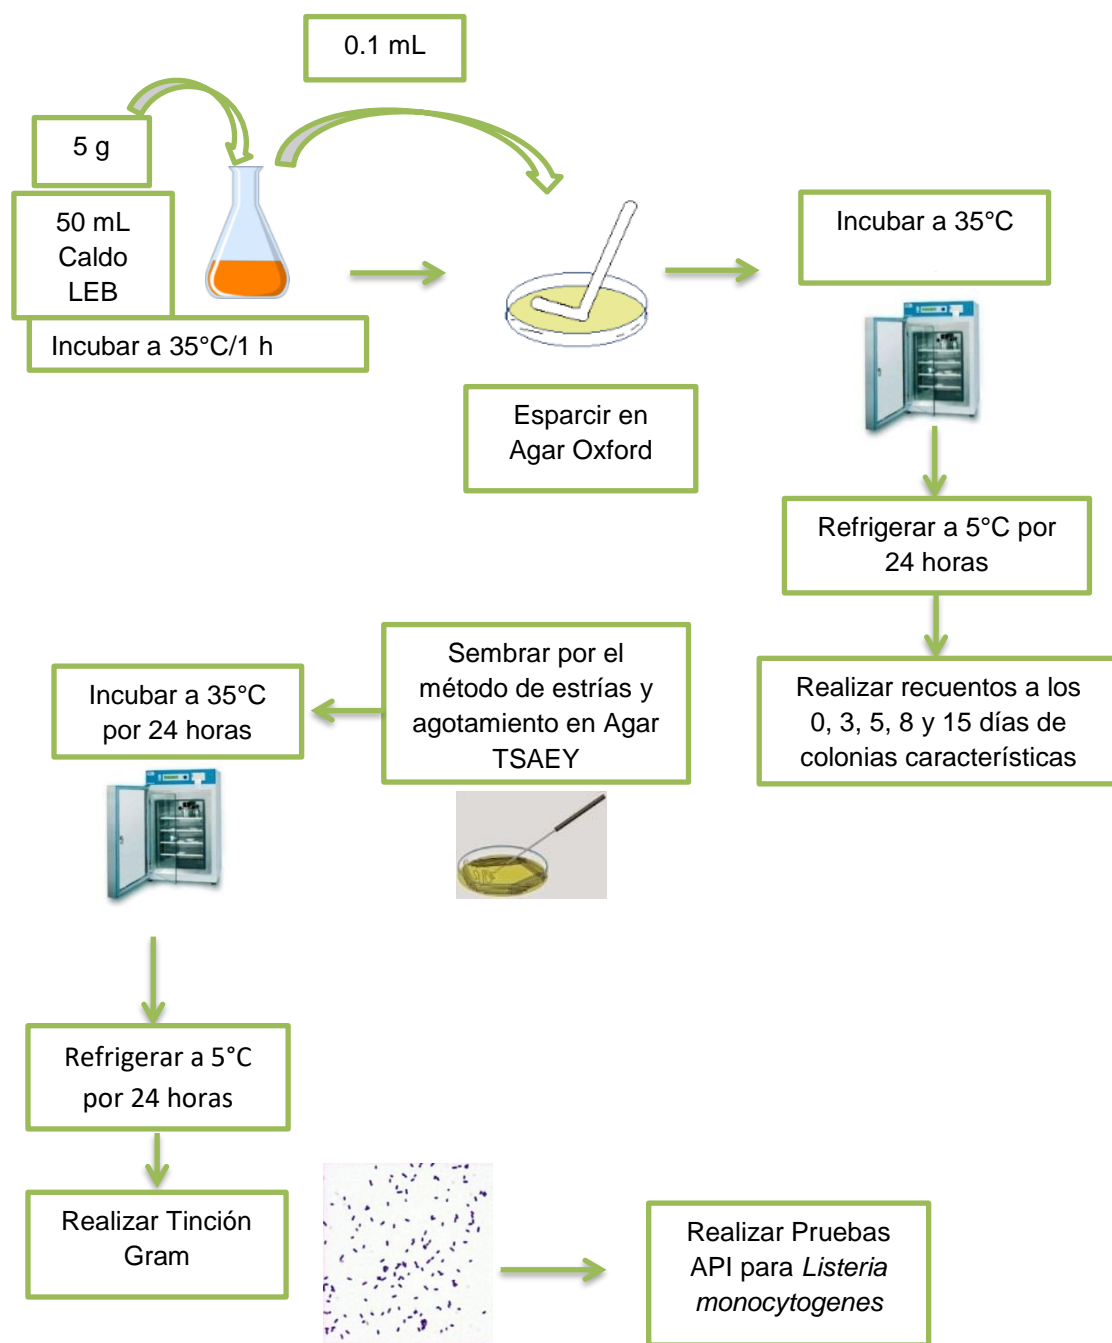 0.1 mL
5 g
50 mL
Caldo
LEB
Incubar a 35°C/1 h
Esparcir en
Agar Oxford
Incubar a 35°C
Refrigerar a 5°C por
24 horas
Realizar recuentos a los
0, 3, 5, 8 y 15 días de
colonias características
Sembrar por el
método de estrías y
agotamiento en Agar
TSAEY
Incubar a 35°C
por 24 horas
Refrigerar a 5°C
por 24 horas
Realizar Tinción
Gram
Realizar Pruebas
API para Listeria
monocytogenes